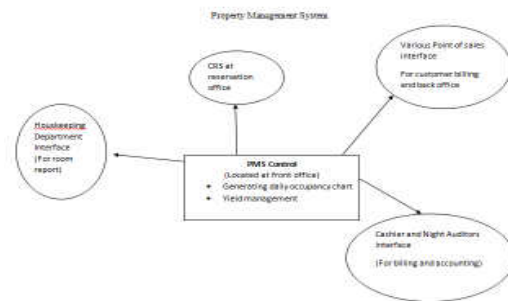 Property Management System
CRS at
reservation
office
Various Point of sales
interface
For customer billing
and back office
Houskeeping
Department
Interface
(For room
report)
PMS Control
(Located at front office)
• Generating daily occupancy chart
• Yield management
Cashier and Night Auditors
Interface
(For billing and accounting)